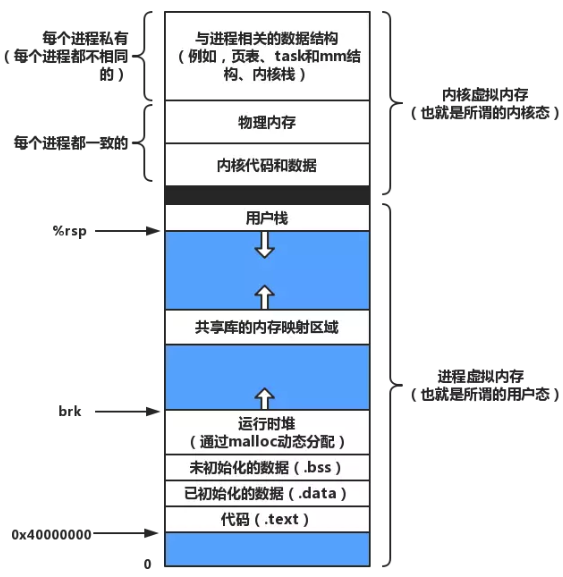 每个进程私有
（每个进程都不相同
的）
与进程相关的数据结构
（例如，页表、task和mm结
构、内核栈）
内核虚拟内存
（也就是所谓的内核态）
每个进程都一致的
物理内存
内核代码和数据
用户栈
%rsp
共享库的内存映射区域
进程虚拟内存
（也就是所谓的用户态）
brk
运行时堆
（通过malloc动态分配）
未初始化的数据（.bss）
已初始化的数据（.data）
代码（.text）
0x40000000
0